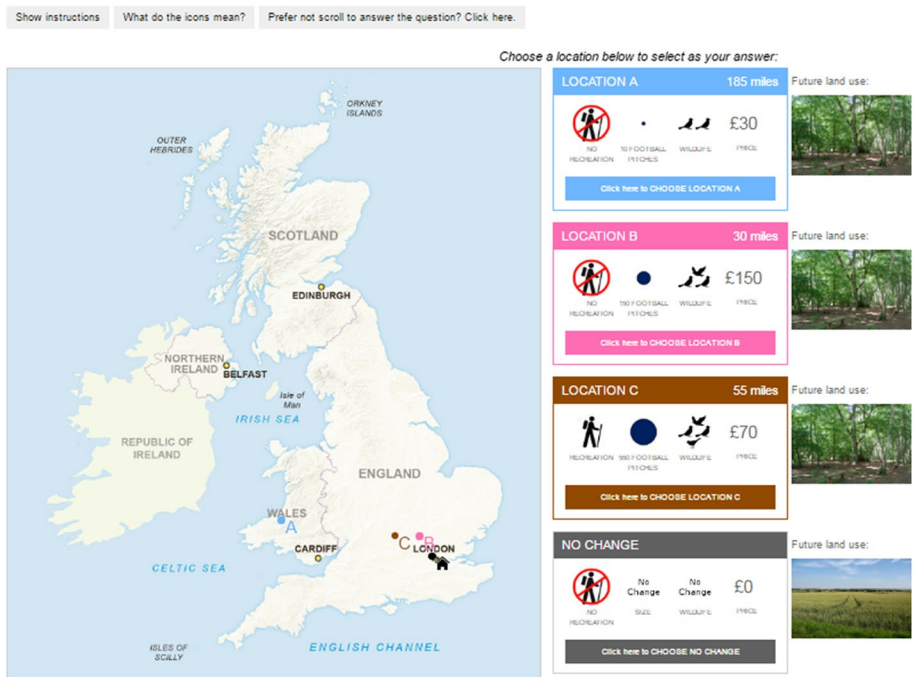 Show instructions
What do the icons mean?
Prefer not scroll to answer the question? Click here.
Choose a location below to select as your answer:
ORKNEY
ISLANDS
OUTER
HEBRIDES
SCOTLAND
EDINBURGH
NORTHERN
IRELAND
BELFAST
Isle of
Man
IRISH SEA
REPUBLIC OF
IRELAND
ENGLAND
WALES
A
B
C
LONDON
CARDIFF
CELTIC SEA
ISLES OF
SCILLY
ENGLISH CHANNEL
LOCATION A 185 miles
£30
NO
RECREATION
10 FOOTBALL
PITCHES
WILDLIFE
PRICE
Click here to CHOOSE LOCATION A
Future land use:
LOCATION B 30 miles
£150
NO
RECREATION
FOOTBALL
PITCHES
WILDLIFE
PRICE
Click here to CHOOSE LOCATION B
Future land use:
LOCATION C 55 miles
£70
RECREATION
FOOTBALL
PITCHES
WILDLIFE
PRICE
Click here to CHOOSE LOCATION C
Future land use:
NO CHANGE
No
Change
No
Change
£0
NO
RECREATION
SIZE
WILDLIFE
PRICE
Click here to CHOOSE NO CHANGE
Future land use: